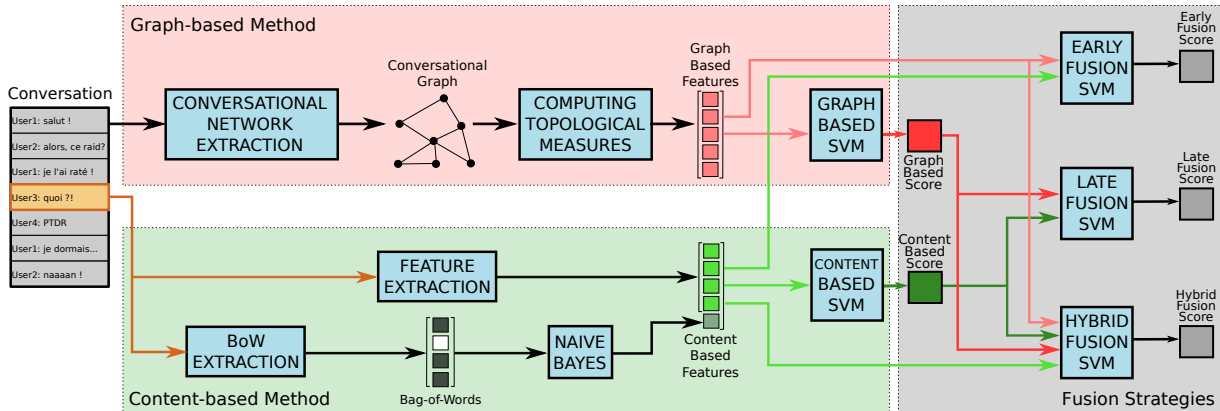 Graph-based Method
Conversation
User1: salut !
User2: alors, ce raid?
User1: je l'ai raté !
User3: quoi ?!
User4: PTDR
User1: je dormais...
User2: naaaan !
CONVERSATIONAL
NETWORK
EXTRACTION
Conversational
Graph
COMPUTING
TOPOLOGICAL
MEASURES
Graph
Based
Features
GRAPH
BASED
SVM
Graph
Based
Score
FEATURE
EXTRACTION
BoW
EXTRACTION
Bag-of-Words
NAIVE
BAYES
Content
Based
Features
CONTENT
BASED
SVM
Content
Based
Score
Content-based Method
EARLY
FUSION
SVM
Early
Fusion
Score
LATE
FUSION
SVM
Late
Fusion
Score
HYBRID
FUSION
SVM
Hybrid
Fusion
Score
Fusion Strategies